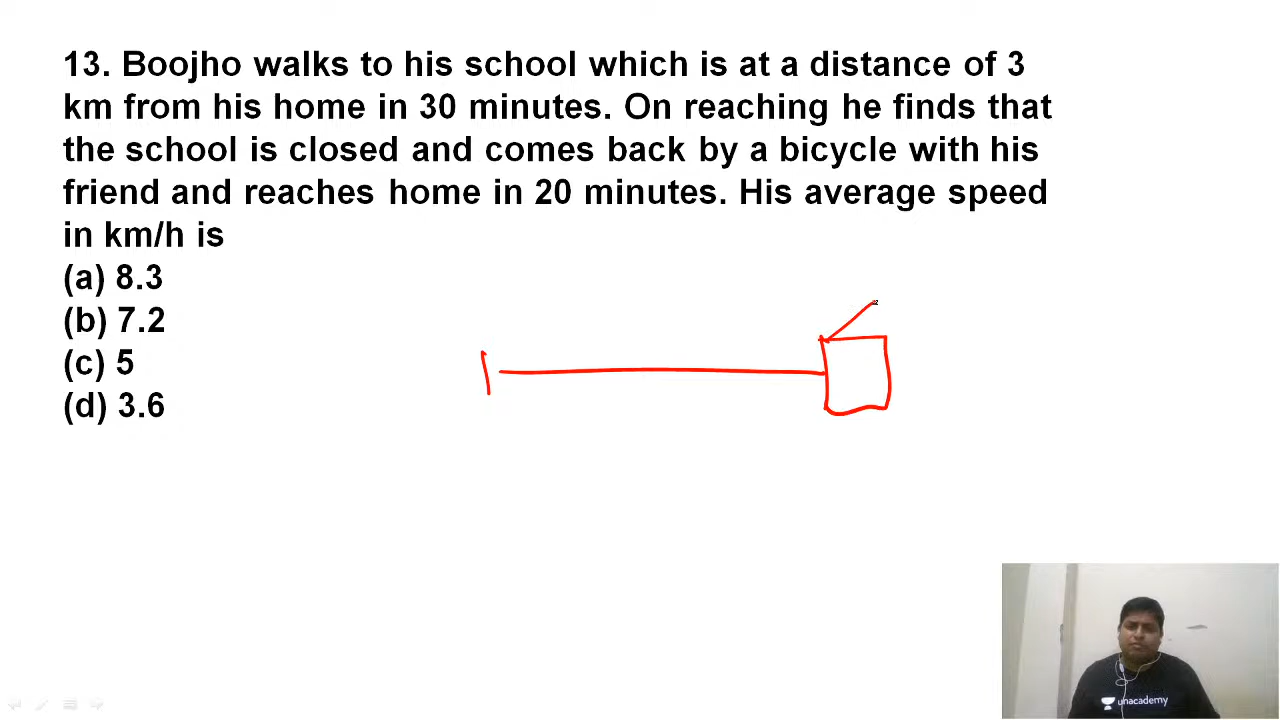 13. Boojho walks to his school which is at a distance of 3
km from his home in 30 minutes. On reaching he finds that
the school is closed and comes back by a bicycle with his
friend and reaches home in 20 minutes. His average speed
in km/h is
(a) 8.3
(b) 7.2
(c) 5
(d) 3.6
unacademy